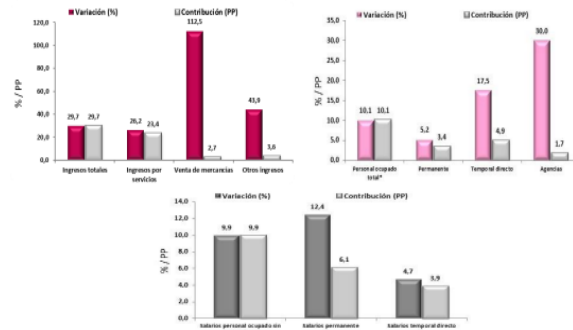 Variación (%) Contribución (PP)
% / PP
120,0
100,0
80,0
60,0
40,0
20,0
0,0
29,7 29,7
26,2 23,4
112,5 2,7
43,8 3,6
Ingresos totales
Ingresos por servicios
Venta de mercancías
Otros ingresos
Variación (%) Contribución (PP)
% / PP
35,0
30,0
25,0
20,0
15,0
10,0
5,0
0,0
10,1 10,1
5,2 3,4
17,5 4,9
30,0 1,7
Personal ocupado total*
Permanente
Temporal directo
Agencias
Variación (%) Contribución (PP)
% / PP
14,0
12,0
10,0
8,0
6,0
4,0
2,0
0,0
9,9 9,9
12,4 6,1
4,7 3,9
Salarios personal ocupado sin
Salarios permanente
Salarios temporal directo